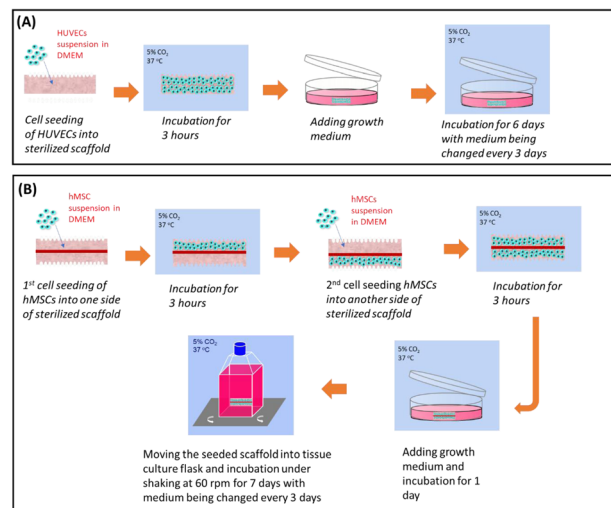 (A)
HUVECs
suspension in
DMEM
Cell seeding
of HUVECs into
sterilized scaffold
5% CO2
37 °C
Incubation for
3 hours
Adding growth
medium
5% CO2
37 °C
Incubation for 6 days
with medium being
changed every 3 days
(B)
hMSC
suspension in
DMEM
1st cell seeding of
hMSCs into one side
of sterilized scaffold
5% CO2
37 °C
Incubation for
3 hours
hMSCs
suspension
in DMEM
2nd cell seeding hMSCs
into another side of
sterilized scaffold
5% CO2
37 °C
Incubation for
3 hours
5% CO2
37 °C
Adding growth
medium and
incubation for 1
day
5% CO2
37 °C
Moving the seeded scaffold into tissue
culture flask and incubation under
shaking at 60 rpm for 7 days with
medium being changed every 3 days